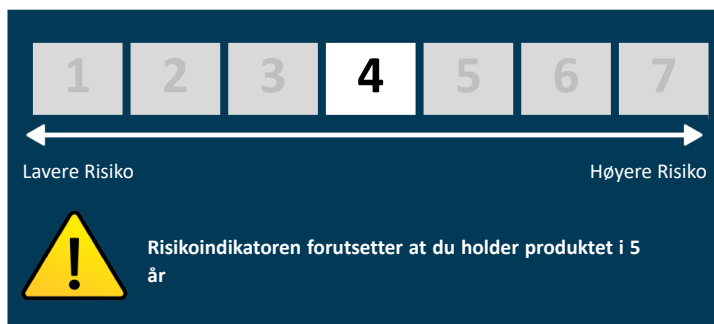 1 2 3 4 5 6 7
Lavere Risiko Høyere Risiko
Risikoindikatoren forutsetter at du holder produktet i 5
år